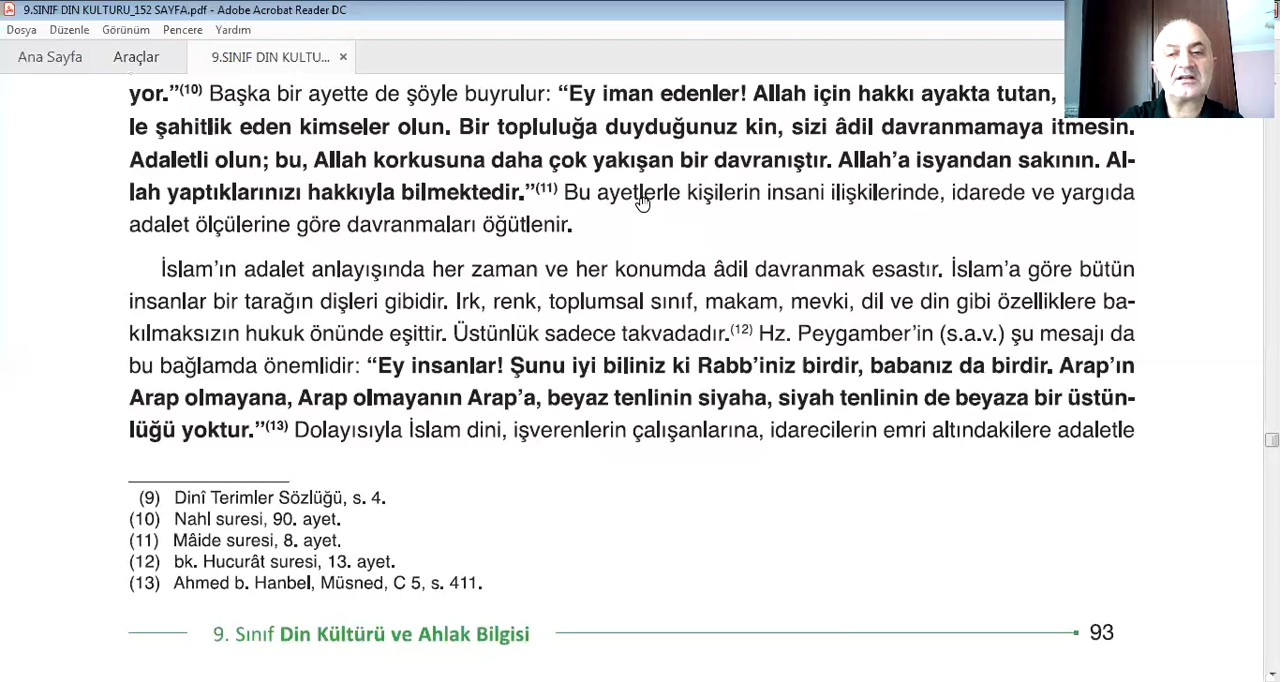 9.SINIF DIN KULTURU_152 SAYFA.pdf - Adobe Acrobat Reader DC
Dosya Düzenle Görünüm Pencere Yardım
Ana Sayfa Araçlar 9.SINIF DIN KULTU... ×
yor.”(10) Başka bir ayette de şöyle buyrulur: “Ey iman edenler! Allah için hakkı ayakta tutan,
le şahitlik eden kimseler olun. Bir topluluğa duyduğunuz kin, sizi âdil davranmamaya itmesin.
Adaletli olun; bu, Allah korkusuna daha çok yakışan bir davranıştır. Allah’a isyandan sakının. Al-
lah yaptıklarınızı hakkıyla bilmektedir.”(11) Bu ayetlerle kişilerin insani ilişkilerinde, idarede ve yargıda
adalet ölçülerine göre davranmaları öğütlenir.
İslam’ın adalet anlayışında her zaman ve her konumda âdil davranmak esastır. İslam’a göre bütün
insanlar bir tarağın dişleri gibidir. Irk, renk, toplumsal sınıf, makam, mevki, dil ve din gibi özelliklere ba-
kılmaksızın hukuk önünde eşittir. Üstünlük sadece takvadadır.(12) Hz. Peygamber’in (s.a.v.) şu mesajı da
bu bağlamda önemlidir: “Ey insanlar! Şunu iyi biliniz ki Rabb’iniz birdir, babanız da birdir. Arap’ın
Arap olmayana, Arap olmayanın Arap’a, beyaz tenlinin siyaha, siyah tenlinin de beyaza bir üstün-
lüğü yoktur.”(13) Dolayısıyla İslam dini, işverenlerin çalışanlarına, idarecilerin emri altındakilere adaletle
(9) Dinî Terimler Sözlüğü, s. 4.
(10) Nahl suresi, 90. ayet.
(11) Mâide suresi, 8. ayet.
(12) bk. Hucurât suresi, 13. ayet.
(13) Ahmed b. Hanbel, Müsned, C 5, s. 411.
9. Sınıf Din Kültürü ve Ahlak Bilgisi 93